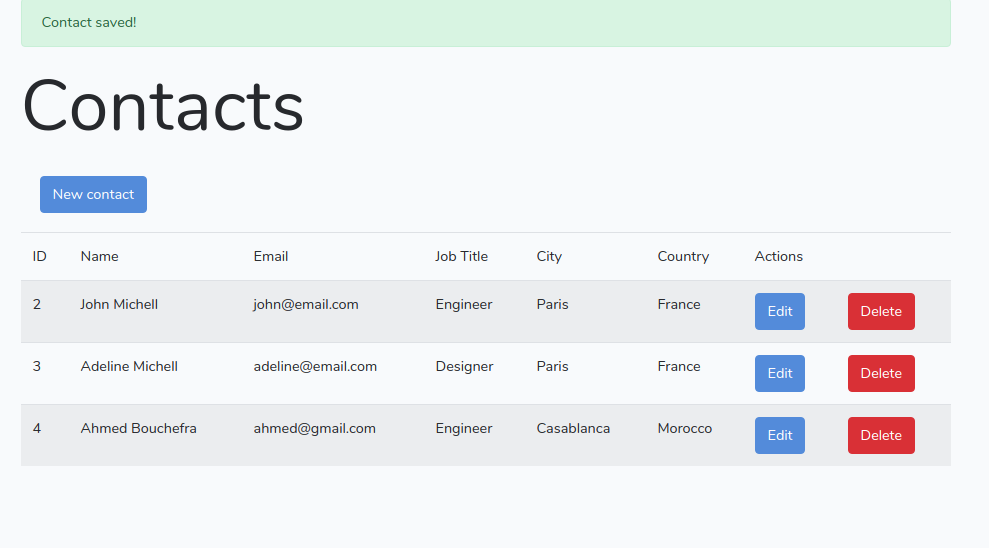 Contact saved!
Contacts
New contact
ID Name Email Job Title City Country Actions
2 John Michell john@email.com Engineer Paris France Edit Delete
3 Adeline Michell adeline@email.com Designer Paris France Edit Delete
4 Ahmed Bouchefra ahmed@gmail.com Engineer Casablanca Morocco Edit Delete